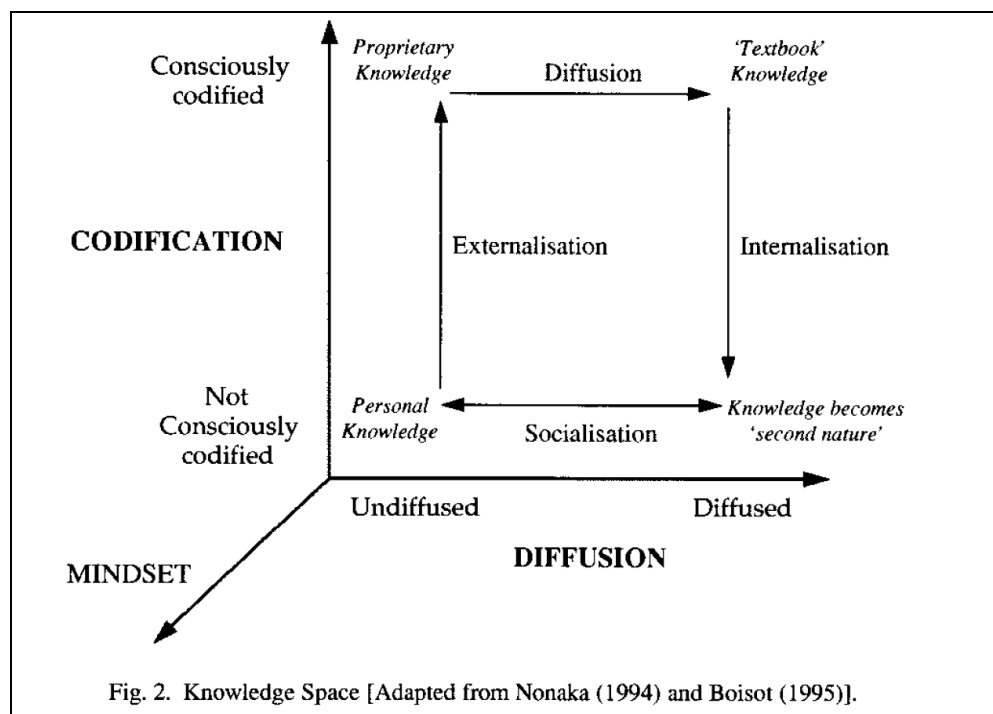 Consciously
codified
Proprietary
Knowledge
Diffusion
'Textbook'
Knowledge
CODIFICATION
Externalisation
Internalisation
Not
Consciously
codified
Personal
Knowledge
Socialisation
Knowledge becomes
'second nature'
Undiffused
Diffused
DIFFUSION
MINDSET
Fig. 2. Knowledge Space [Adapted from Nonaka (1994) and Boisot (1995)].